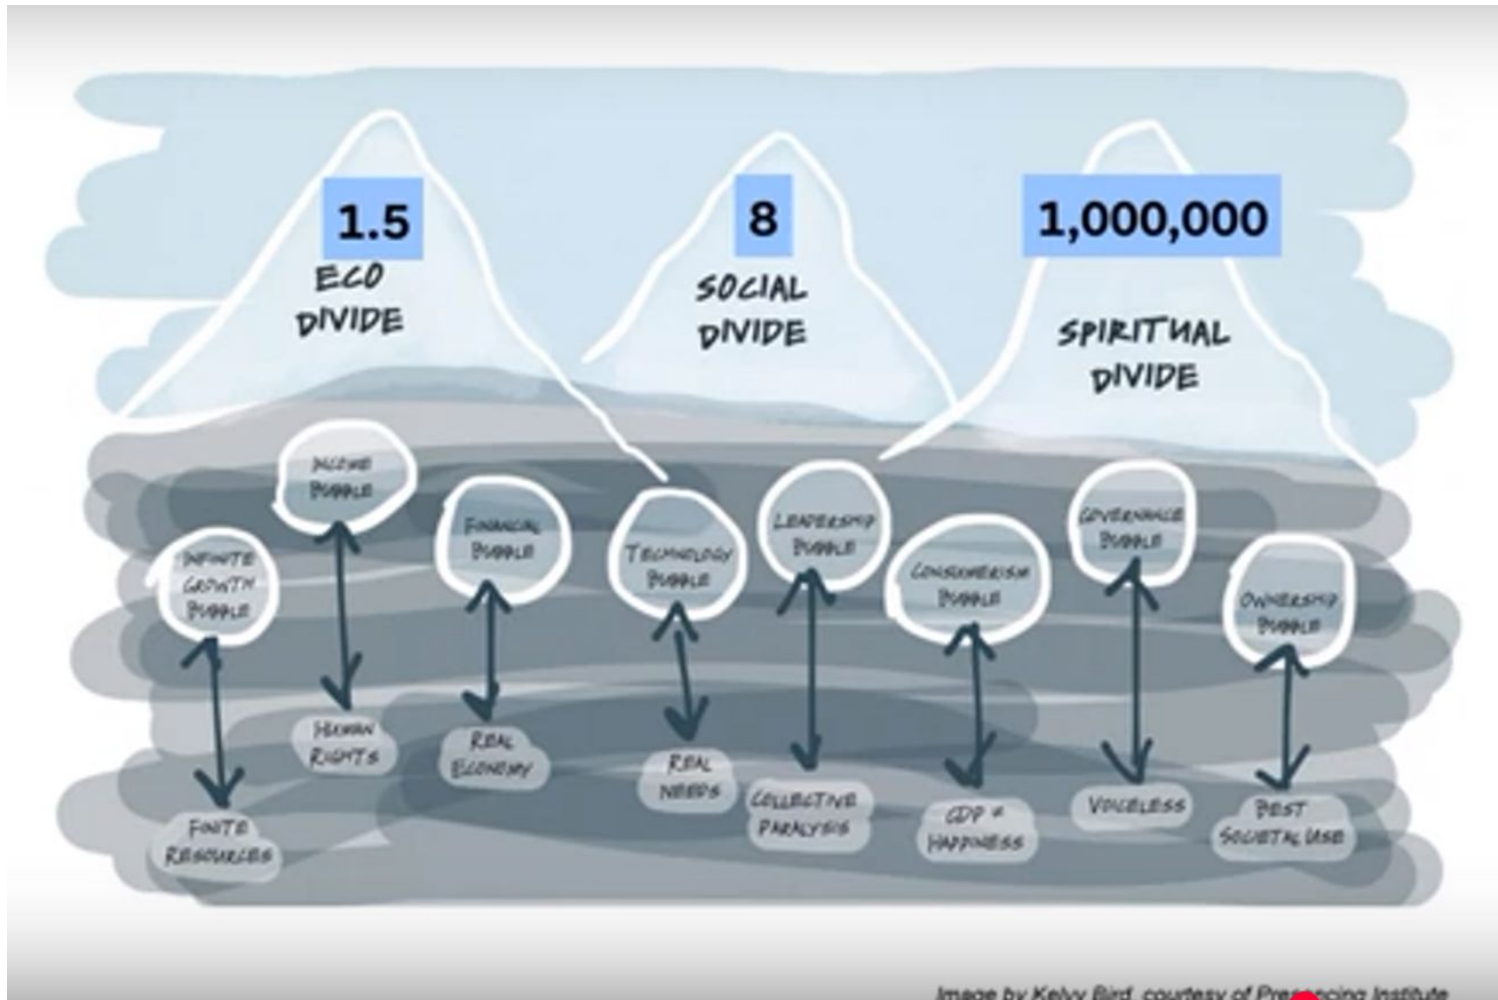 1.5
ECO
DIVIDE
8
SOCIAL
DIVIDE
1,000,000
SPIRITUAL
DIVIDE
INFINITE
GROWTH
BUBBLE
INCOME
BUBBLE
FINANCIAL
BUBBLE
TECHNOLOGY
BUBBLE
LEADERSHIP
BUBBLE
CONSUMERISM
BUBBLE
GOVERNANCE
BUBBLE
OWNERSHIP
BUBBLE
FINITE
RESOURCES
HUMAN
RIGHTS
REAL
ECONOMY
REAL
NEEDS
COLLECTIVE
PARALYSIS
GDP ≠
HAPPINESS
VOICELESS
BEST
SOCIETAL USE
Image by Kelvy Bird, courtesy of Presencing Institute